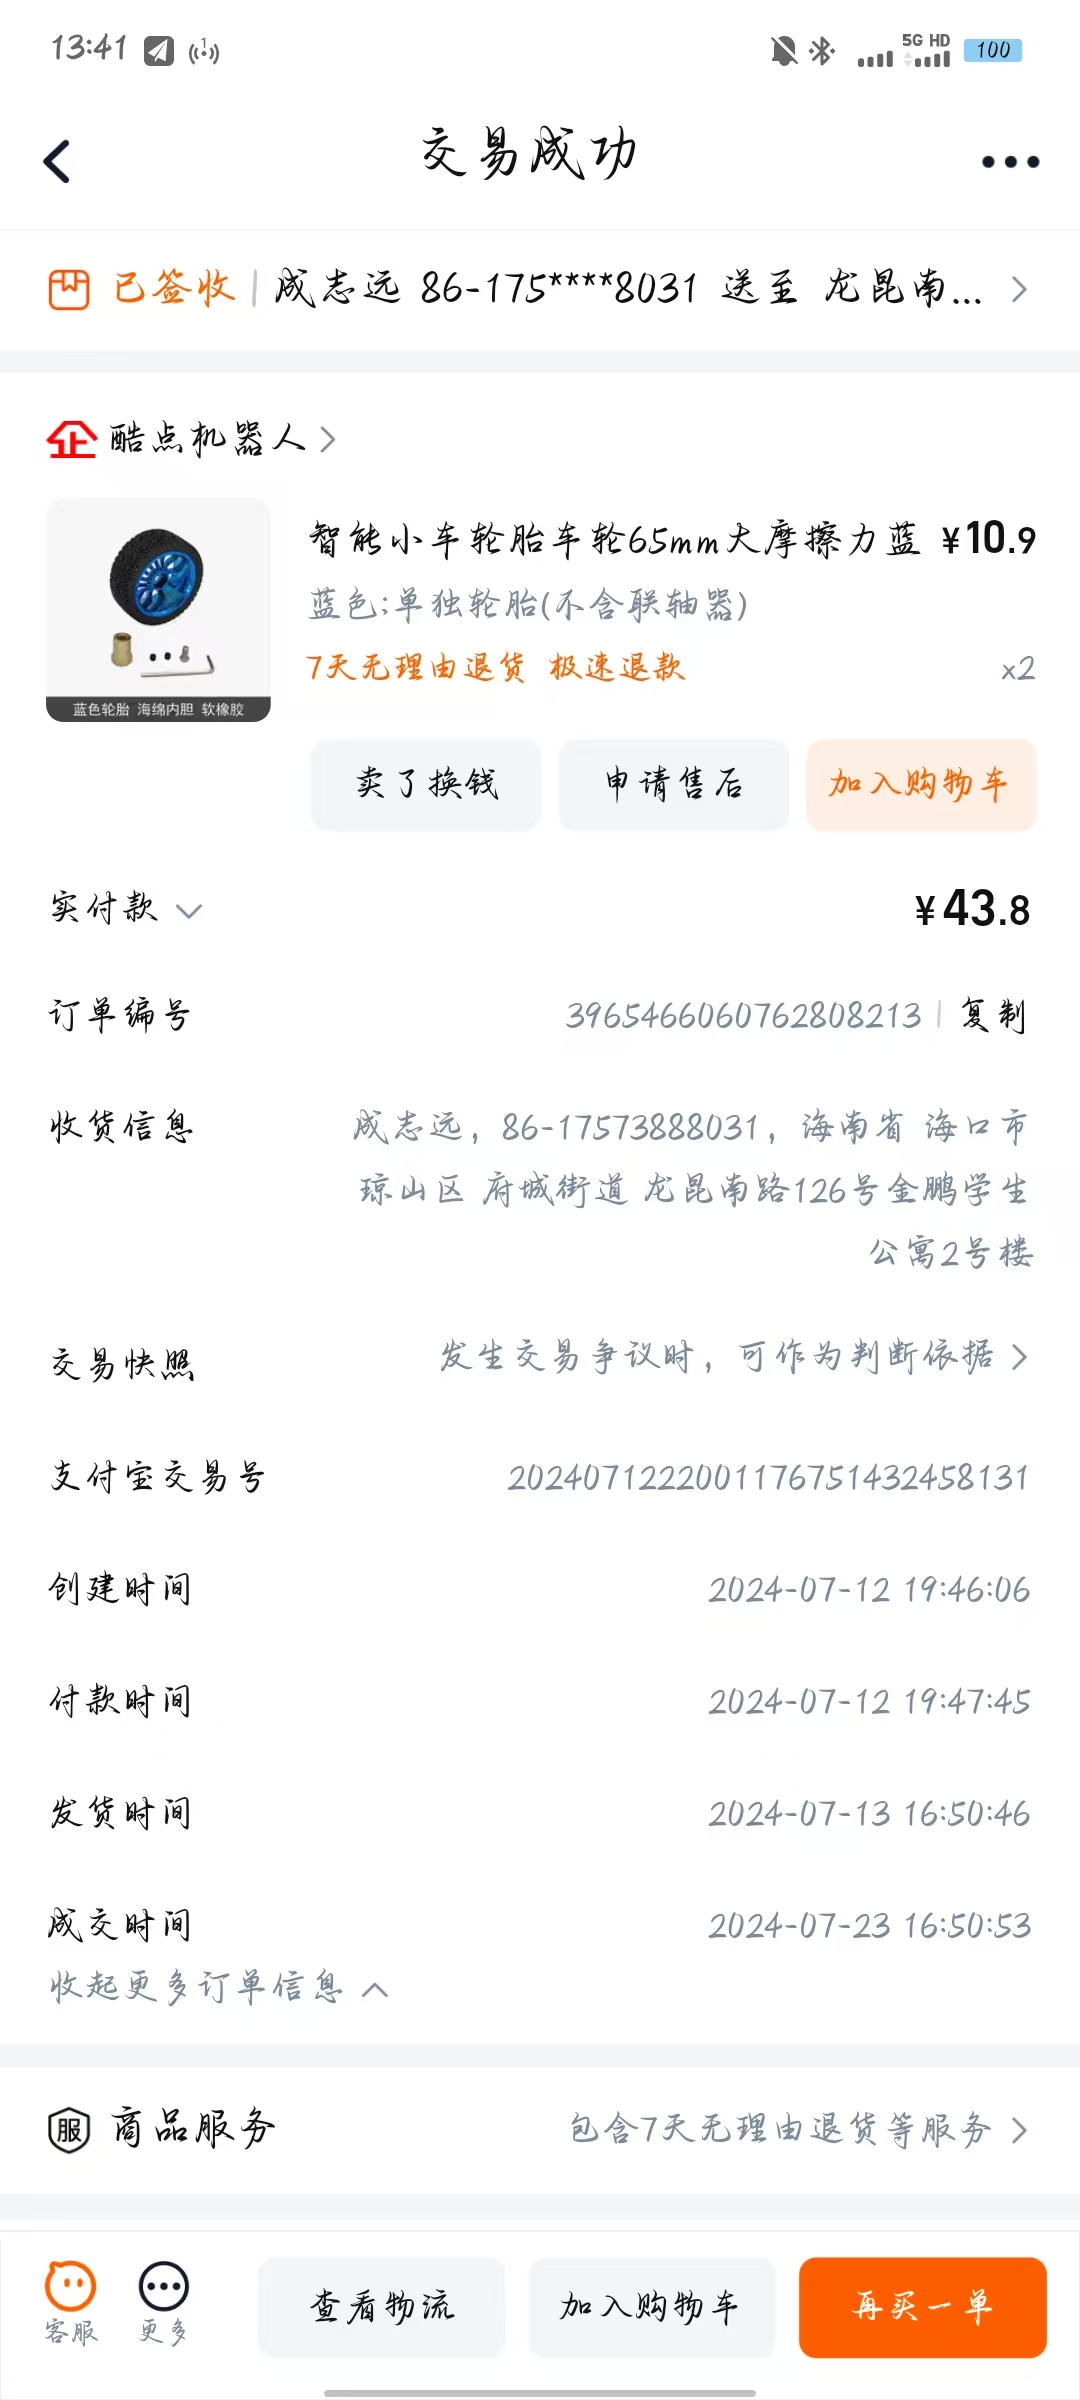 13:41
5G HD
100
交易成功
已签收 | 成志远 86-175****8031 送至 龙昆南...
企 酷点机器人
智能小车轮胎车轮65mm大摩擦力蓝 ¥10.9
蓝色;单独轮胎(不含联轴器)
7天无理由退货 极速退款 x2
蓝色轮胎 海绵内胆 软橡胶
卖了换钱 申请售后 加入购物车
实付款 ¥43.8
订单编号 3965466060762808213 | 复制
收货信息 成志远，86-17573888031，海南省 海口市
琼山区 府城街道 龙昆南路126号金鹏学生
公寓2号楼
交易快照 发生交易争议时，可作为判断依据
支付宝交易号 2024071222001176751432458131
创建时间 2024-07-12 19:46:06
付款时间 2024-07-12 19:47:45
发货时间 2024-07-13 16:50:46
成交时间 2024-07-23 16:50:53
收起更多订单信息
服 商品服务 包含7天无理由退货等服务
客服 更多 查看物流 加入购物车 再买一单